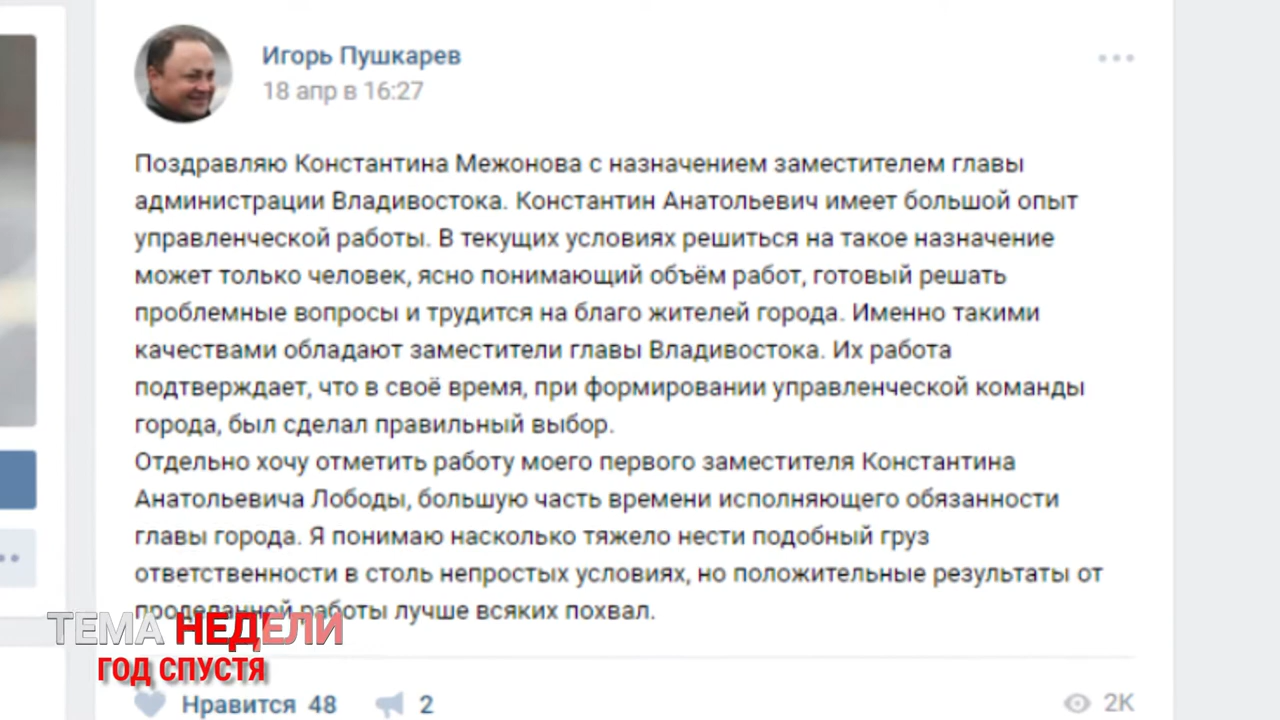 Игорь Пушкарев
18 апр в 16:27
Поздравляю Константина Межонова с назначением заместителем главы
администрации Владивостока. Константин Анатольевич имеет большой опыт
управленческой работы. В текущих условиях решиться на такое назначение
может только человек, ясно понимающий объём работ, готовый решать
проблемные вопросы и трудится на благо жителей города. Именно такими
качествами обладают заместители главы Владивостока. Их работа
подтверждает, что в своё время, при формировании управленческой команды
города, был сделал правильный выбор.
Отдельно хочу отметить работу моего первого заместителя Константина
Анатольевича Лободы, большую часть времени исполняющего обязанности
главы города. Я понимаю насколько тяжело нести подобный груз
ответственности в столь непростых условиях, но положительные результаты от
проделанной работы лучше всяких похвал.
ТЕМА НЕДЕЛИ
ГОД СПУСТЯ
Нравится 48 2 2K